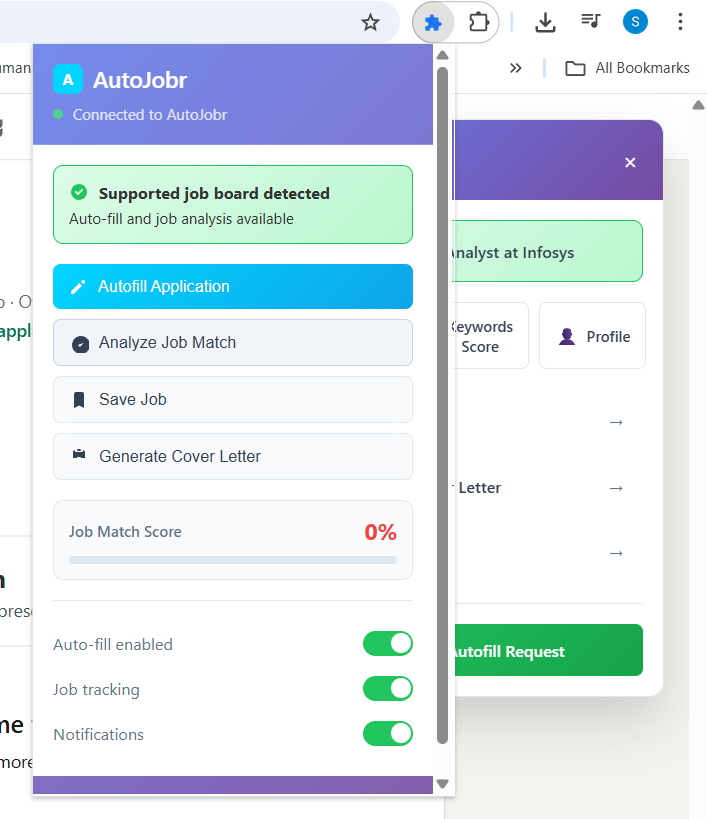 S
All Bookmarks
A AutoJobr
Connected to AutoJobr
Supported job board detected
Auto-fill and job analysis available
Autofill Application
Analyze Job Match
Save Job
Generate Cover Letter
Job Match Score 0%
Auto-fill enabled
Job tracking
Notifications
Analyst at Infosys
Keywords
Score
Profile
Letter
Autofill Request